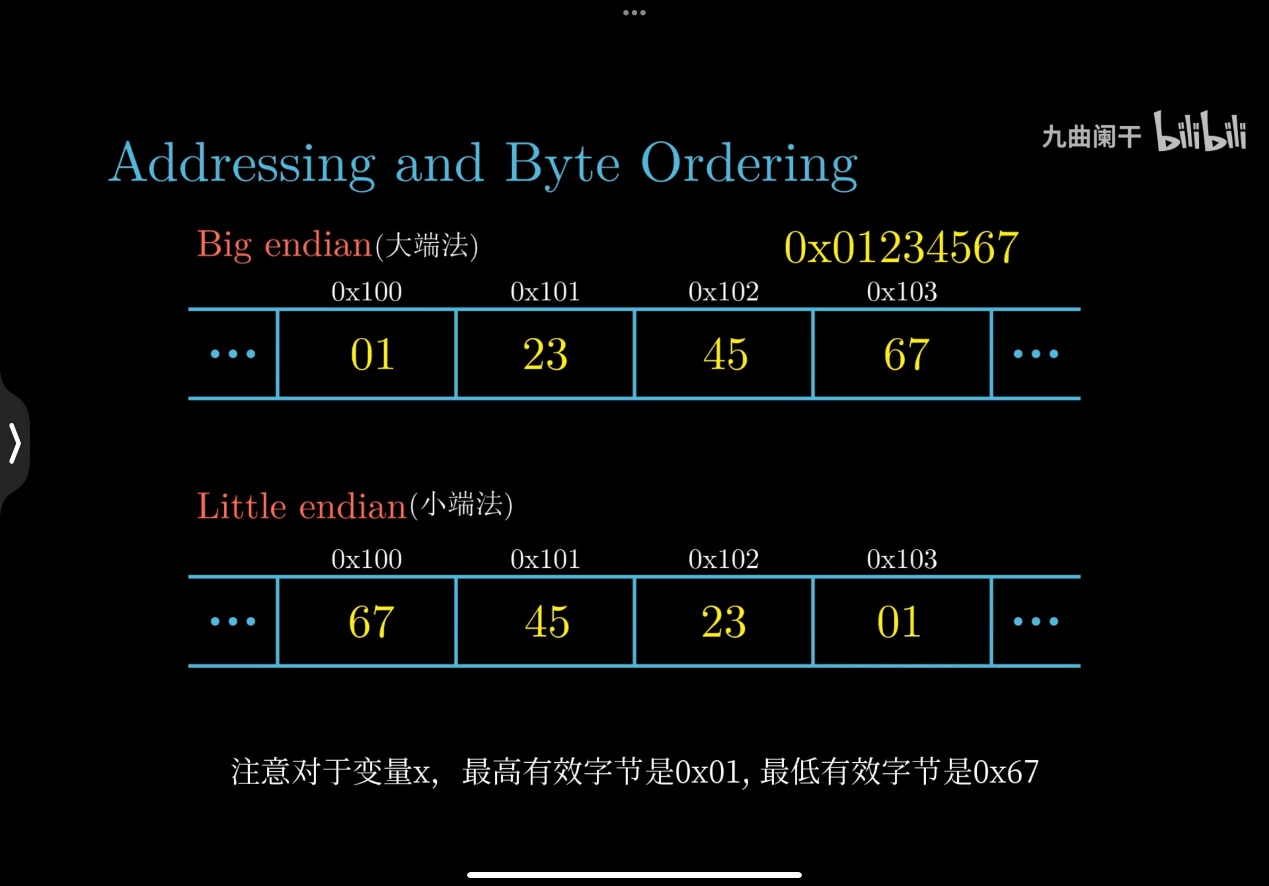 •••
九曲阑干 bilibili
Addressing and Byte Ordering
Big endian(大端法)
0x01234567
0x100 0x101 0x102 0x103
··· 01 23 45 67 ···
Little endian(小端法)
0x100 0x101 0x102 0x103
··· 67 45 23 01 ···
注意对于变量x，最高有效字节是0x01, 最低有效字节是0x67